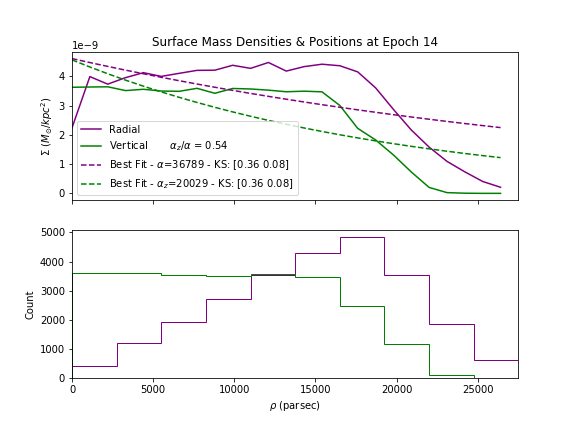 Surface Mass Densities & Positions at Epoch 14
1e−9
4
3
2
1
0
Σ (M⊙/kpc²)
Radial
Vertical α_z/α = 0.54
Best Fit - α=36789 - KS: [0.36 0.08]
Best Fit - α_z=20029 - KS: [0.36 0.08]
5000
4000
3000
2000
1000
0
Count
0 5000 10000 15000 20000 25000
ρ (parsec)